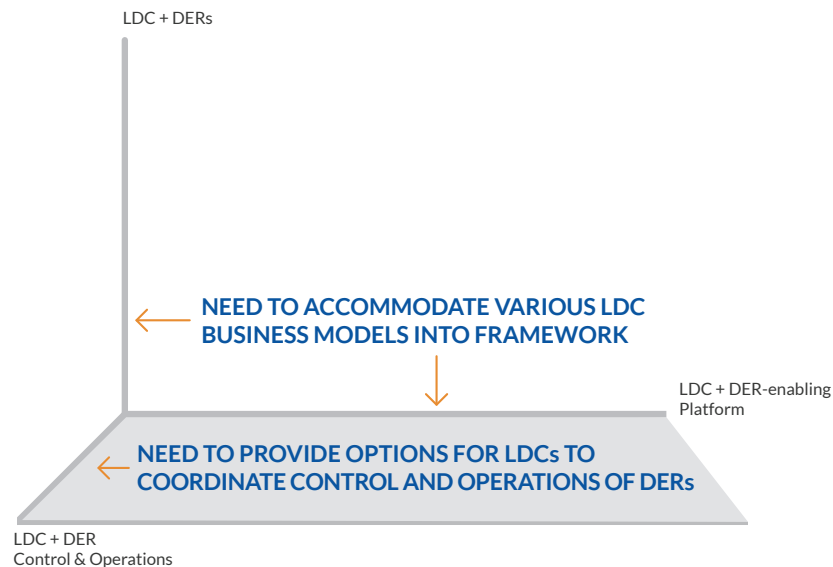 LDC + DERs
NEED TO ACCOMMODATE VARIOUS LDC
BUSINESS MODELS INTO FRAMEWORK
LDC + DER-enabling
Platform
NEED TO PROVIDE OPTIONS FOR LDCs TO
COORDINATE CONTROL AND OPERATIONS OF DERs
LDC + DER
Control & Operations